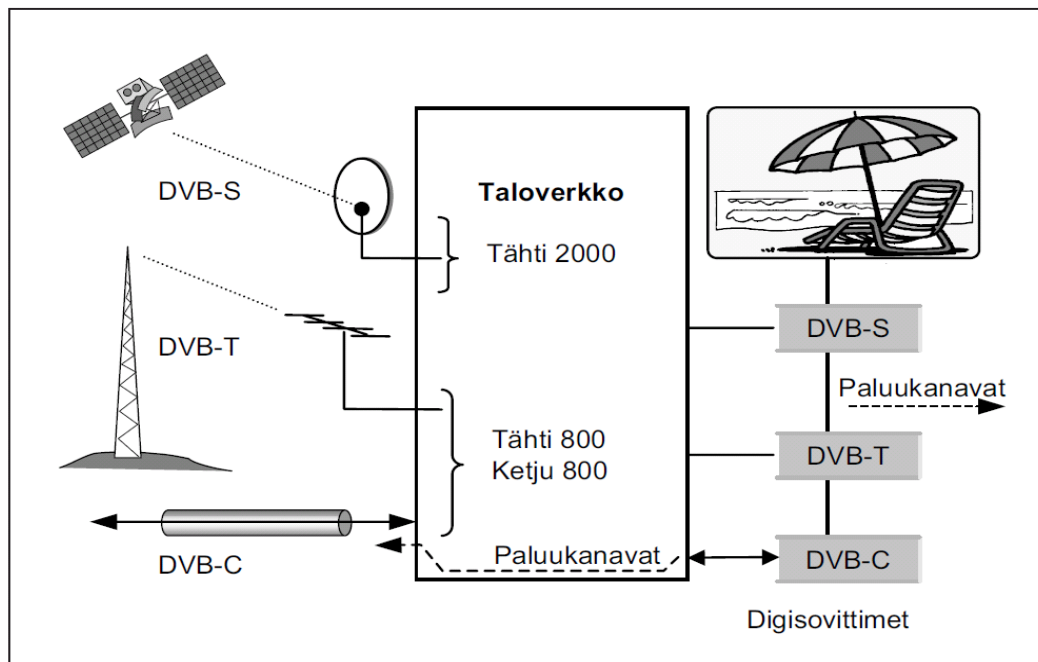 DVB-S
DVB-T
DVB-C
Taloverkko
Tähti 2000
Tähti 800
Ketju 800
Paluukanavat
DVB-S
Paluukanavat
DVB-T
DVB-C
Digisovittimet